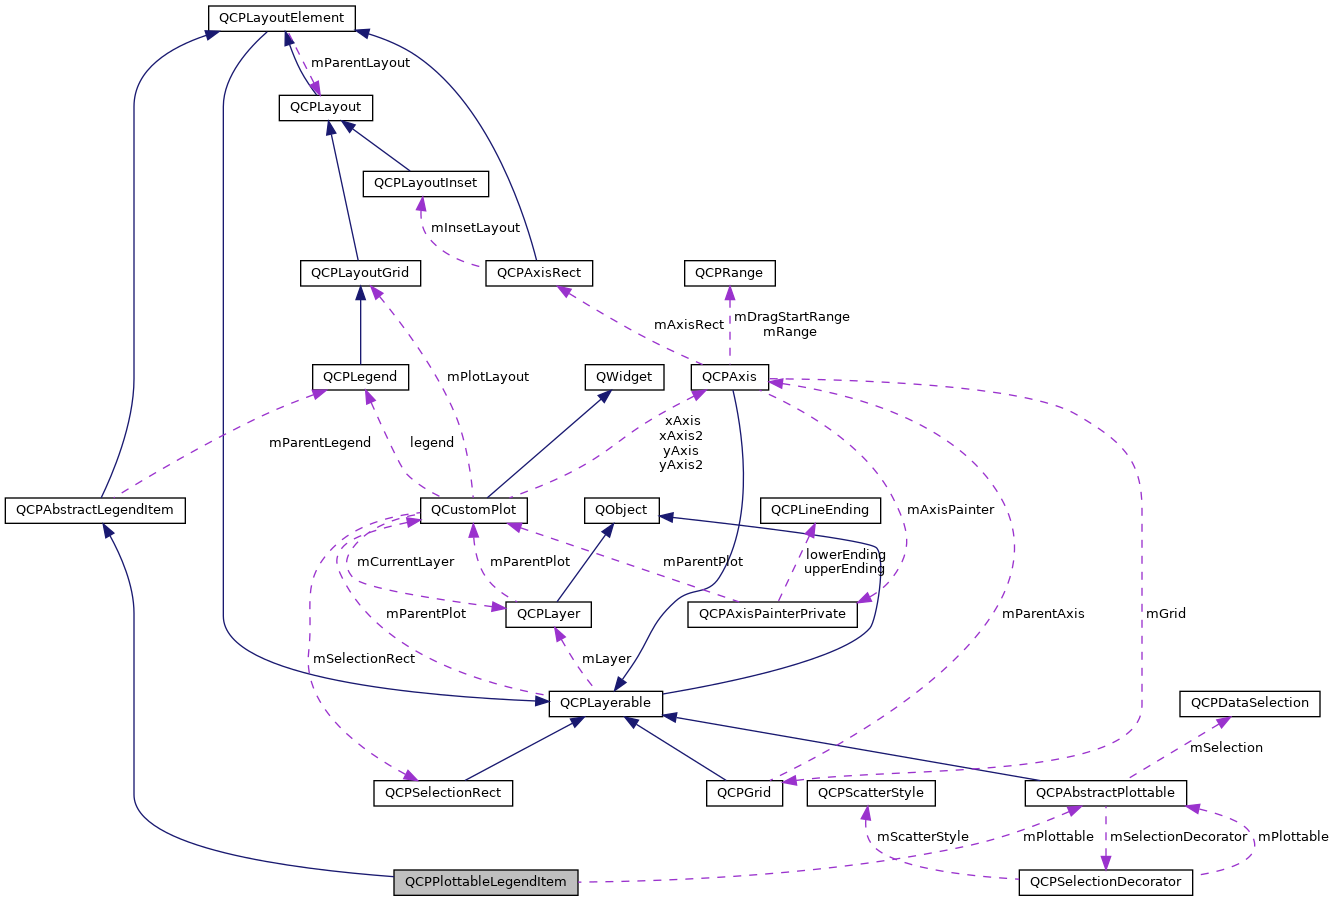 QCPLayoutElement
mParentLayout
QCPLayout
QCPLayoutInset
mInsetLayout
QCPLayoutGrid
QCPAxisRect
QCPRange
mAxisRect
mDragStartRange
mRange
QCPLegend
mPlotLayout
QWidget
QCPAxis
mParentLegend
legend
xAxis
xAxis2
yAxis
yAxis2
QCPAbstractLegendItem
QCustomPlot
QObject
QCPLineEnding
mAxisPainter
mCurrentLayer
mParentPlot
mParentPlot
lowerEnding
upperEnding
mParentPlot
QCPLayer
QCPAxisPainterPrivate
mParentAxis
mGrid
mSelectionRect
mLayer
QCPLayerable
QCPDataSelection
mSelection
QCPSelectionRect
QCPGrid
QCPScatterStyle
QCPAbstractPlottable
mScatterStyle
mPlottable
mSelectionDecorator
mPlottable
QCPPlottableLegendItem
QCPSelectionDecorator